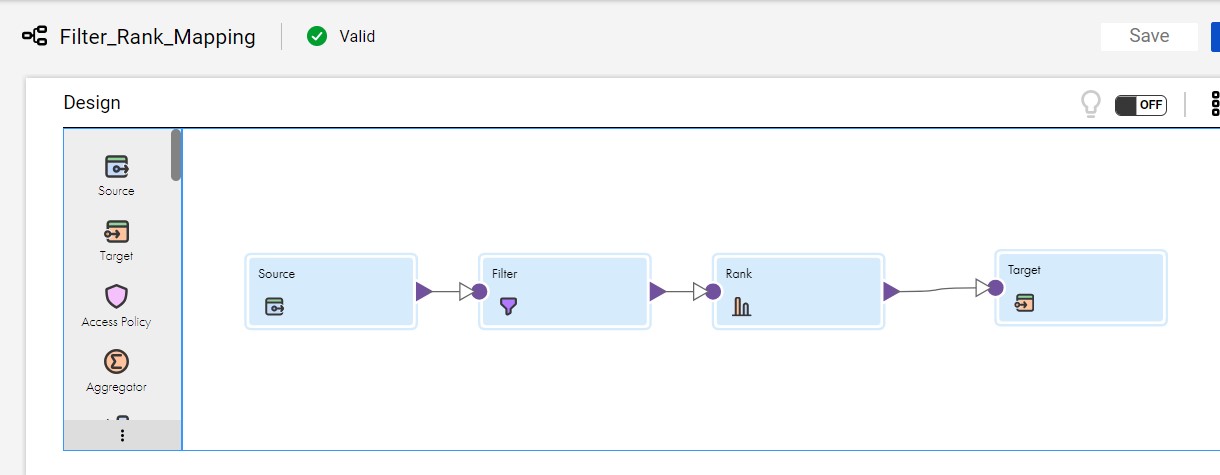 Filter_Rank_Mapping
Valid
Save
Design
OFF
Source
Target
Access Policy
Aggregator
Source
Filter
Rank
Target